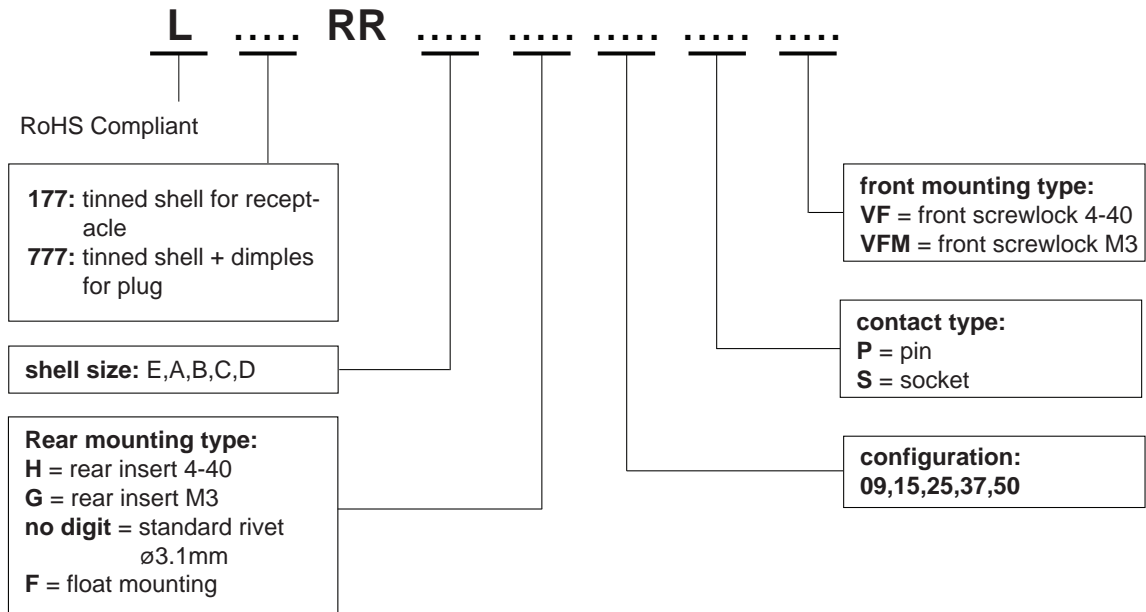 L ..... RR ..... ..... ..... ..... .....
RoHS Compliant
177: tinned shell for recept-
acle
777: tinned shell + dimples
for plug
shell size: E,A,B,C,D
Rear mounting type:
H = rear insert 4-40
G = rear insert M3
no digit = standard rivet
ø3.1mm
F = float mounting
front mounting type:
VF = front screwlock 4-40
VFM = front screwlock M3
contact type:
P = pin
S = socket
configuration:
09,15,25,37,50